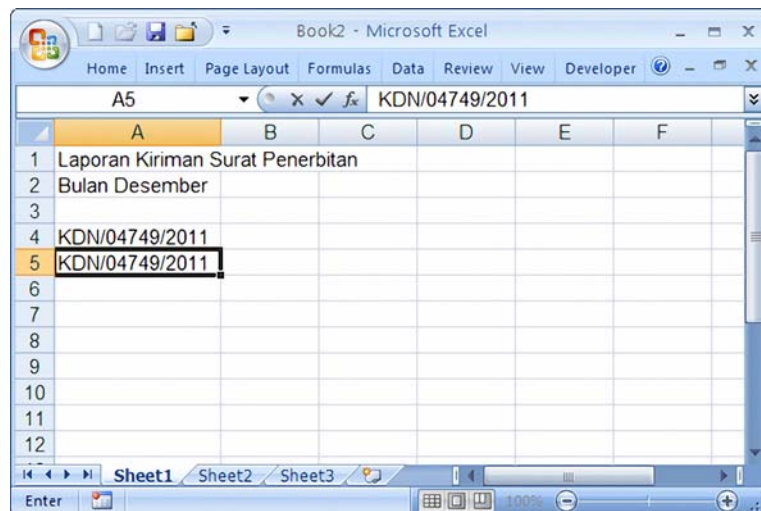 Book2 - Microsoft Excel
Home Insert Page Layout Formulas Data Review View Developer
A5 fx KDN/04749/2011
A B C D E F
1 Laporan Kiriman Surat Penerbitan
2 Bulan Desember
3
4 KDN/04749/2011
5 KDN/04749/2011
6
7
8
9
10
11
12
Sheet1 Sheet2 Sheet3
Enter 100%